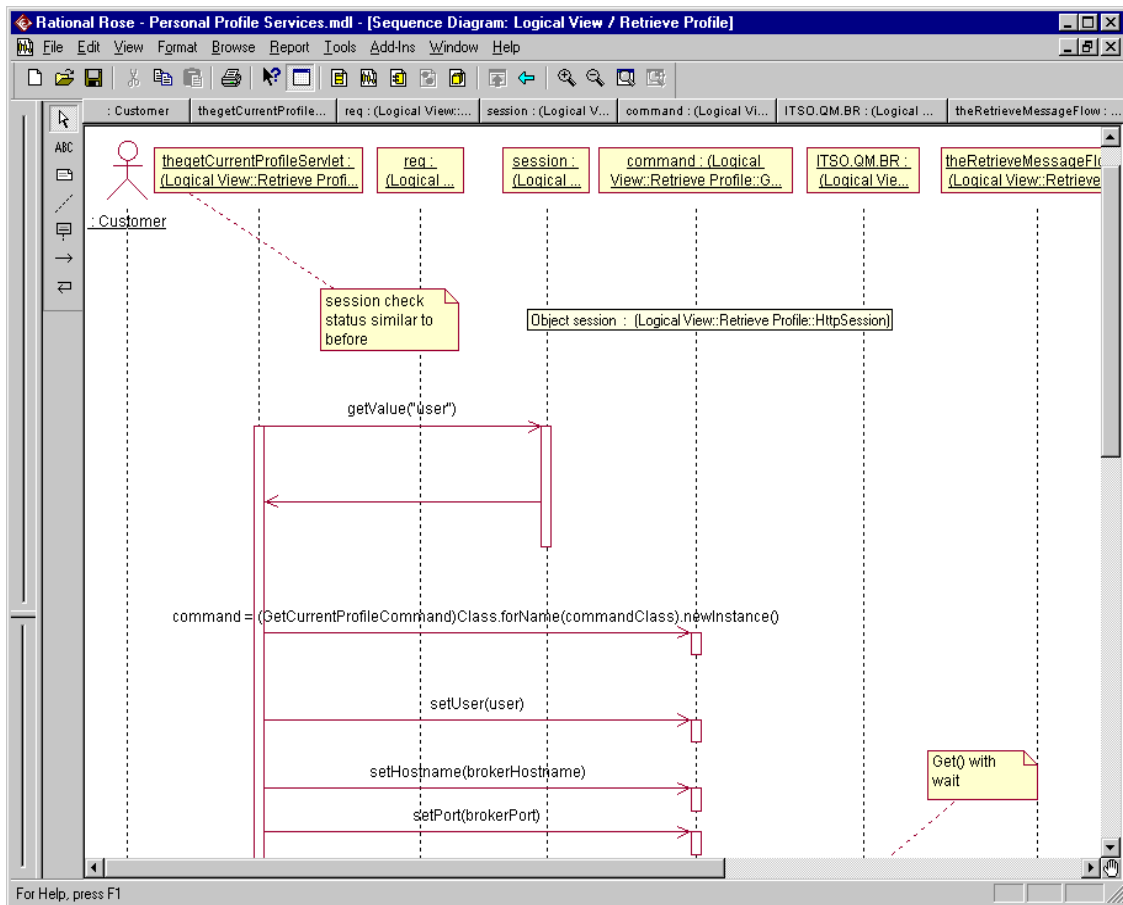 Rational Rose - Personal Profile Services.mdl - [Sequence Diagram: Logical View / Retrieve Profile]
File Edit View Format Browse Report Tools Add-Ins Window Help
: Customer thegetCurrentProfile... req : (Logical View::... session : (Logical V... command : (Logical Vi... ITSO.QM.BR : (Logical ... theRetrieveMessageFlow : ...
ABC
thegetCurrentProfileServlet :
(Logical View::Retrieve Profi...
req :
(Logical ...
session :
(Logical ...
command : (Logical
View::Retrieve Profile::G...
ITSO.QM.BR :
(Logical Vie...
theRetrieveMessageFlo
(Logical View::Retrieve
: Customer
session check
status similar to
before
Object session : (Logical View::Retrieve Profile::HttpSession)
getValue("user")
command = (GetCurrentProfileCommand)Class.forName(commandClass).newInstance()
setUser(user)
Get() with
wait
setHostname(brokerHostname)
setPort(brokerPort)
For Help, press F1